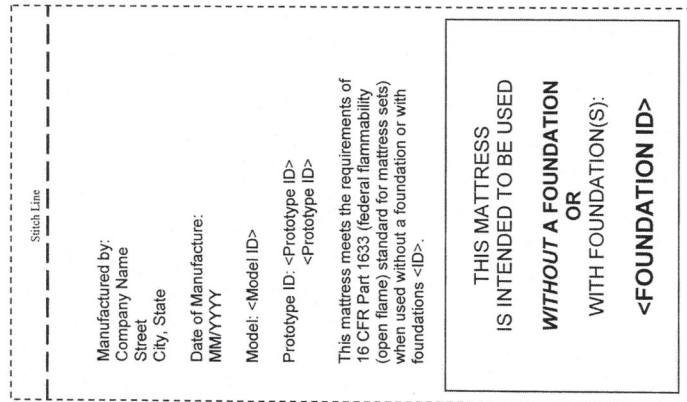 Stitch Line
Manufactured by:
Company Name
Street
City, State
Date of Manufacture:
MM/YYYY
Model: <Model ID>
Prototype ID: <Prototype ID>
<Prototype ID>
This mattress meets the requirements of
16 CFR Part 1633 (federal flammability
(open flame) standard for mattress sets)
when used without a foundation or with
foundations <ID>.
THIS MATTRESS
IS INTENDED TO BE USED
WITHOUT A FOUNDATION
OR
WITH FOUNDATION(S):
<FOUNDATION ID>